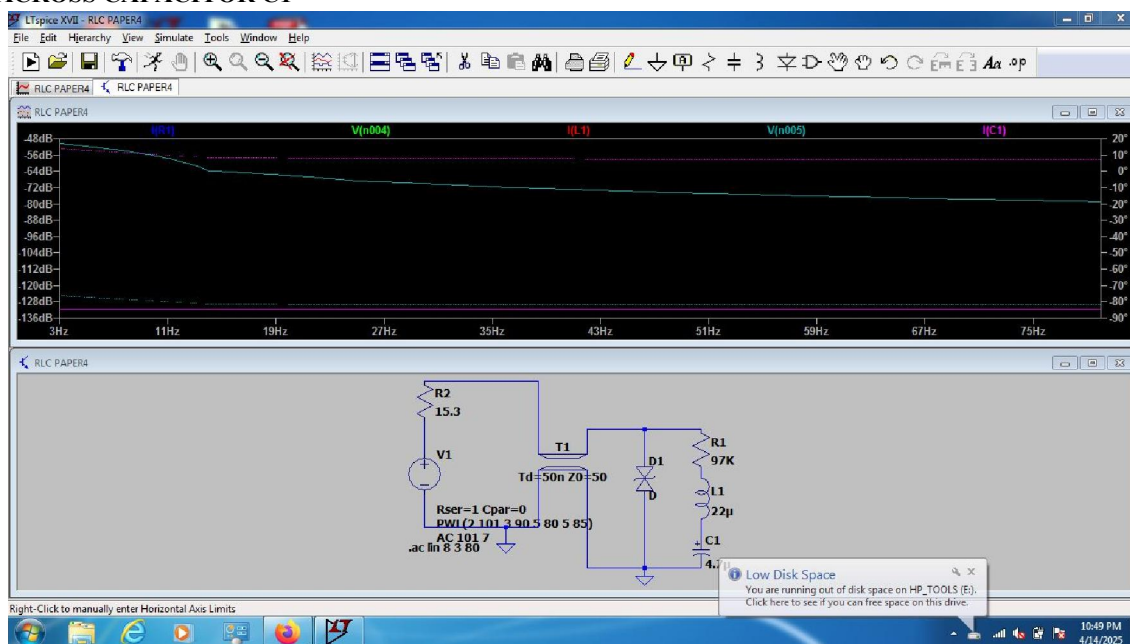 ACROSS CAPACITOR C1
LTspice XVII - RLC PAPER4
File Edit Hierarchy View Simulate Tools Window Help
RLC PAPER4 RLC PAPER4
RLC PAPER4
I(R1) V(n004) I(L1) V(n005) I(C1)
-48dB 20°
-56dB 10°
-64dB 0°
-72dB -10°
-80dB -20°
-88dB -30°
-96dB -40°
-104dB -50°
-112dB -60°
-120dB -70°
-128dB -80°
-136dB -90°
3Hz 11Hz 19Hz 27Hz 35Hz 43Hz 51Hz 59Hz 67Hz 75Hz
RLC PAPER4
R2
15.3
V1
T1
Td=50n Z0=50
D1
D
R1
97K
L1
22µ
C1
Rser=1 Cpar=0
PWL(2 101 3 90 5 80 5 85)
AC 101 7
.ac lin 8 3 80
Low Disk Space
You are running out of disk space on HP_TOOLS (E:).
Click here to see if you can free space on this drive.
Right-Click to manually enter Horizontal Axis Limits
10:49 PM
4/14/2025